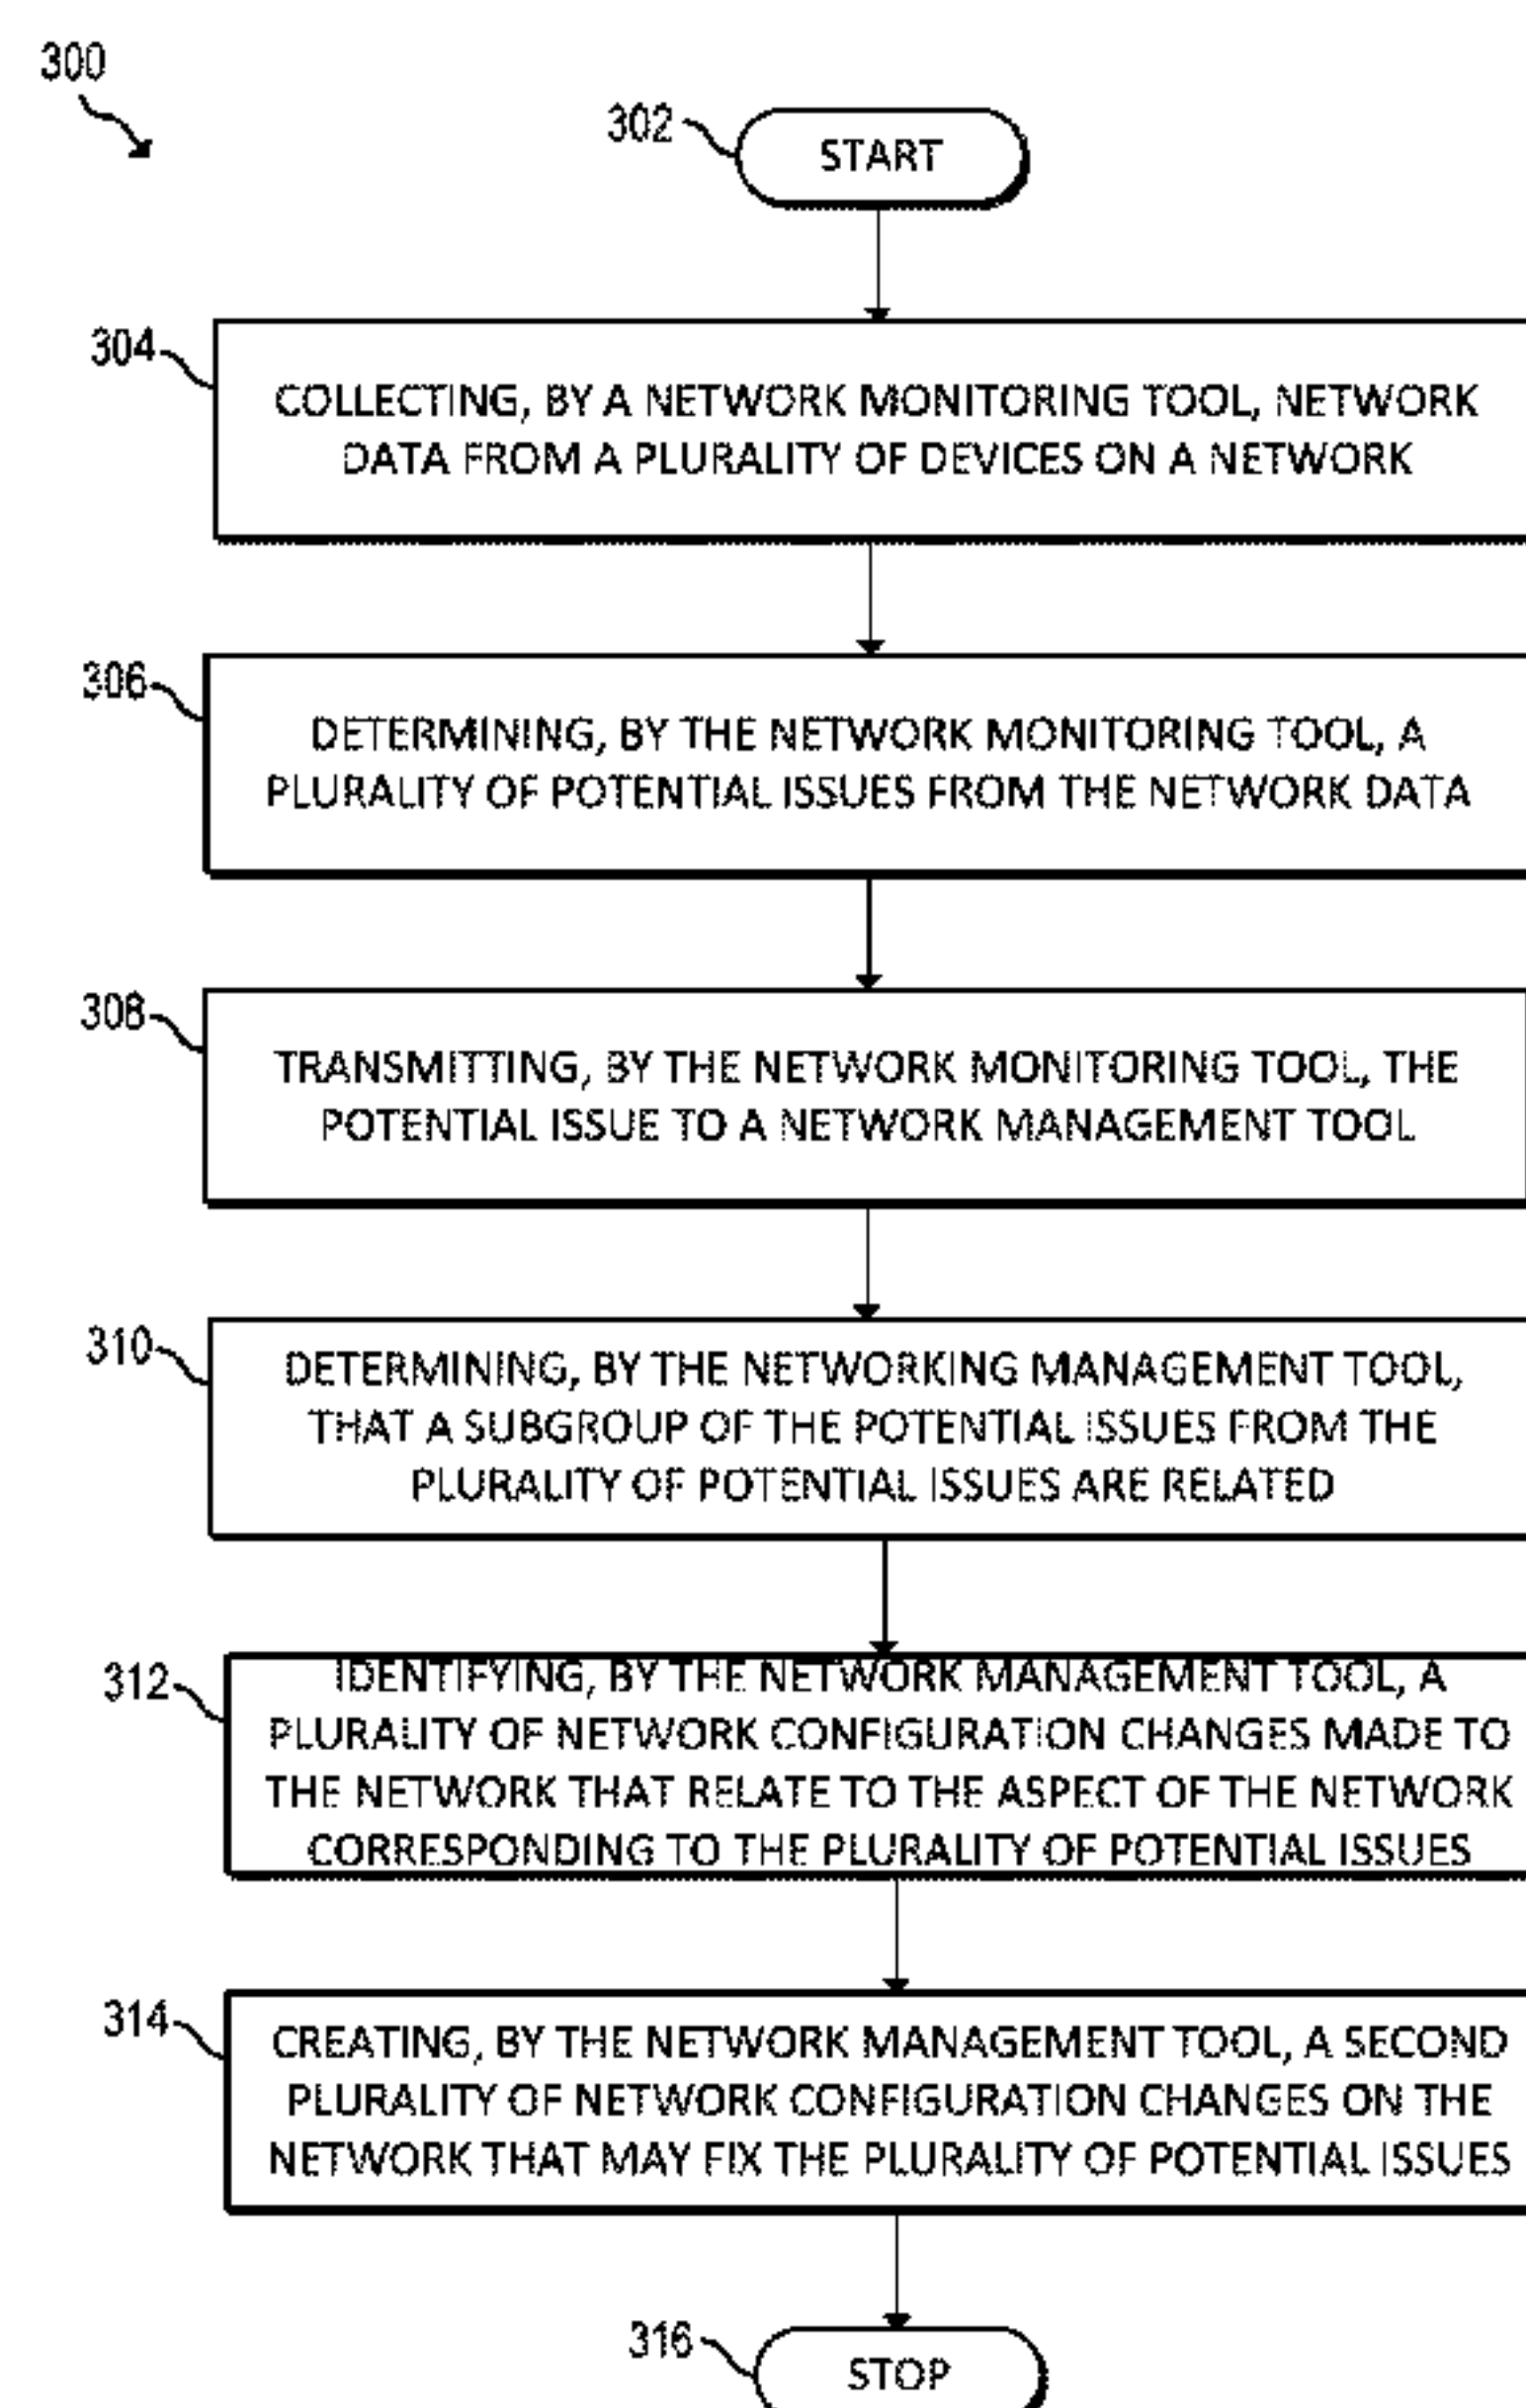 300
302
START
304
COLLECTING, BY A NETWORK MONITORING TOOL, NETWORK
DATA FROM A PLURALITY OF DEVICES ON A NETWORK
306
DETERMINING, BY THE NETWORK MONITORING TOOL, A
PLURALITY OF POTENTIAL ISSUES FROM THE NETWORK DATA
308
TRANSMITTING, BY THE NETWORK MONITORING TOOL, THE
POTENTIAL ISSUE TO A NETWORK MANAGEMENT TOOL
310
DETERMINING, BY THE NETWORKING MANAGEMENT TOOL,
THAT A SUBGROUP OF THE POTENTIAL ISSUES FROM THE
PLURALITY OF POTENTIAL ISSUES ARE RELATED
312
IDENTIFYING, BY THE NETWORK MANAGEMENT TOOL, A
PLURALITY OF NETWORK CONFIGURATION CHANGES MADE TO
THE NETWORK THAT RELATE TO THE ASPECT OF THE NETWORK
CORRESPONDING TO THE PLURALITY OF POTENTIAL ISSUES
314
CREATING, BY THE NETWORK MANAGEMENT TOOL, A SECOND
PLURALITY OF NETWORK CONFIGURATION CHANGES ON THE
NETWORK THAT MAY FIX THE PLURALITY OF POTENTIAL ISSUES
316
STOP